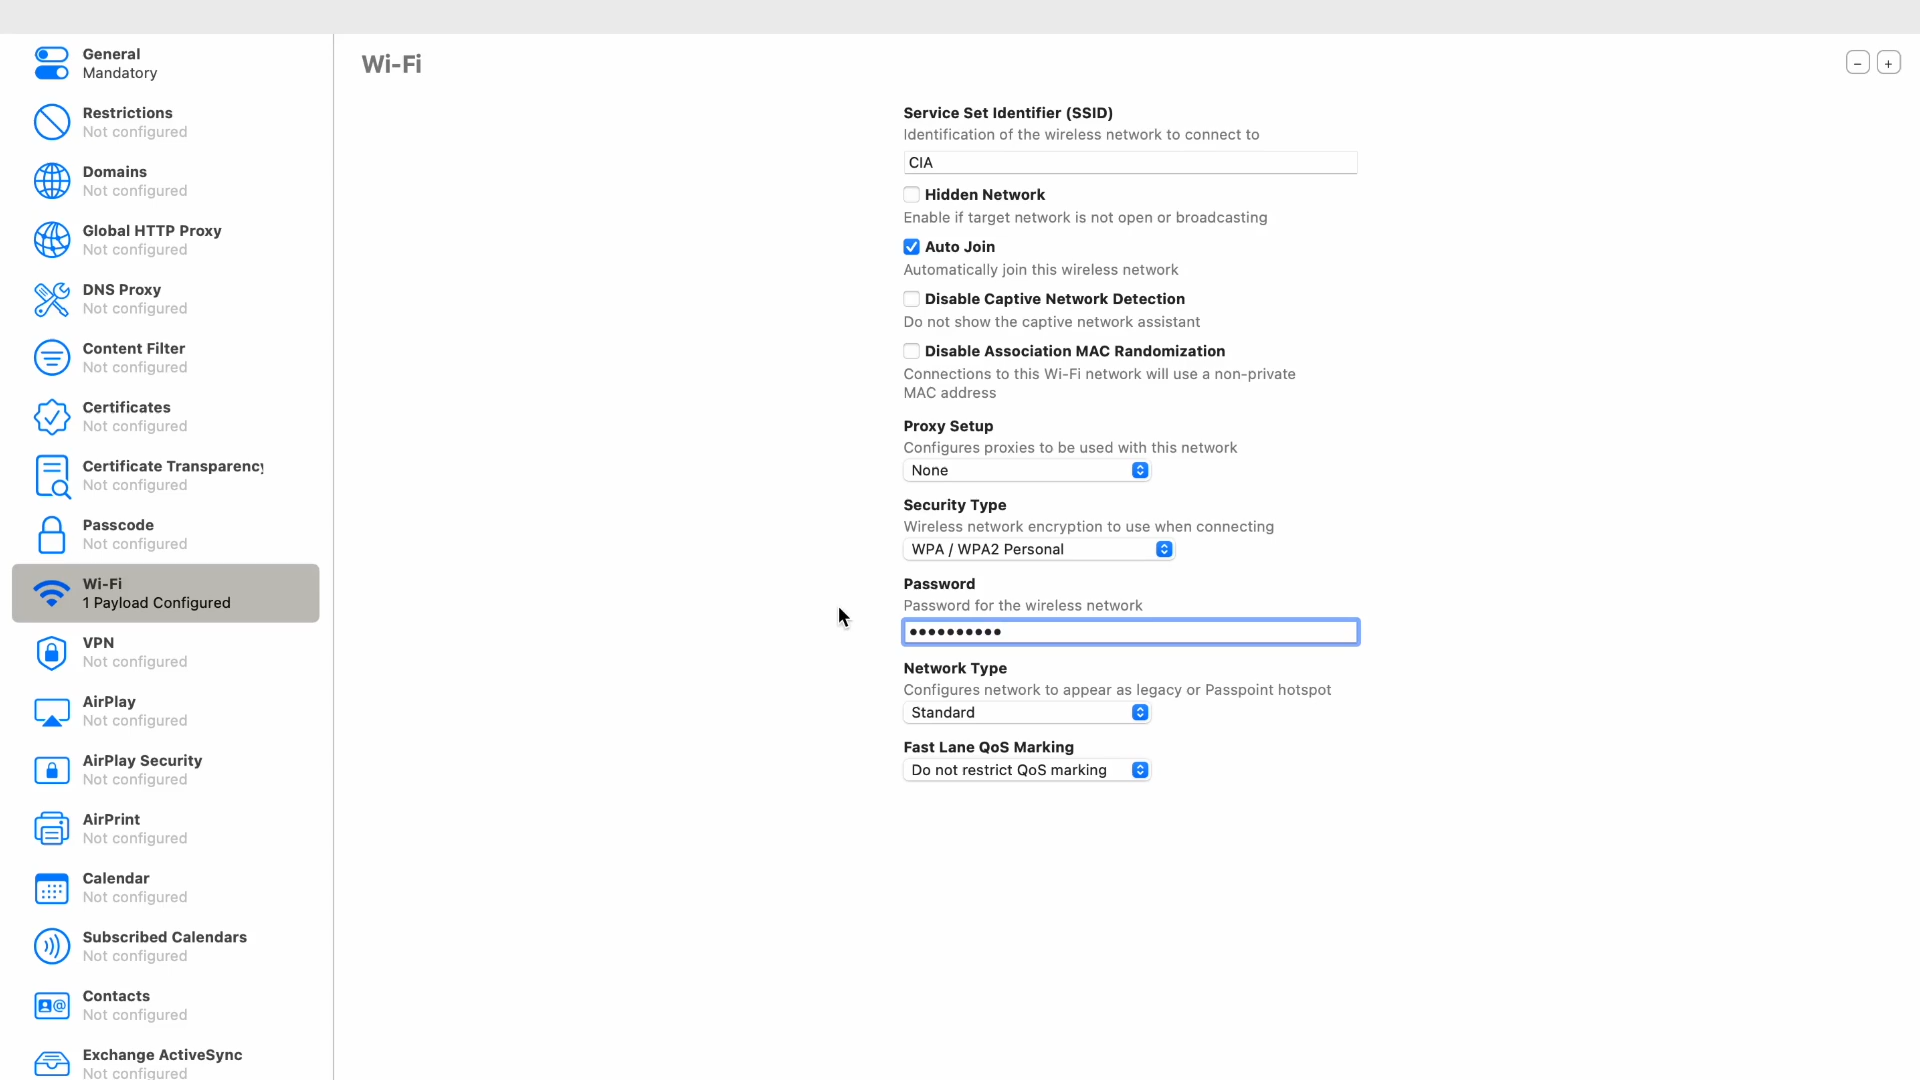 General
Mandatory
Restrictions
Not configured
Domains
Not configured
Global HTTP Proxy
Not configured
DNS Proxy
Not configured
Content Filter
Not configured
Certificates
Not configured
Certificate Transparency
Not configured
Passcode
Not configured
Wi-Fi
1 Payload Configured
VPN
Not configured
AirPlay
Not configured
AirPlay Security
Not configured
AirPrint
Not configured
Calendar
Not configured
Subscribed Calendars
Not configured
Contacts
Not configured
Exchange ActiveSync
Not configured
Wi-Fi
Service Set Identifier (SSID)
Identification of the wireless network to connect to
CIA
Hidden Network
Enable if target network is not open or broadcasting
Auto Join
Automatically join this wireless network
Disable Captive Network Detection
Do not show the captive network assistant
Disable Association MAC Randomization
Connections to this Wi-Fi network will use a non-private
MAC address
Proxy Setup
Configures proxies to be used with this network
None
Security Type
Wireless network encryption to use when connecting
WPA / WPA2 Personal
Password
Password for the wireless network
••••••••••
Network Type
Configures network to appear as legacy or Passpoint hotspot
Standard
Fast Lane QoS Marking
Do not restrict QoS marking